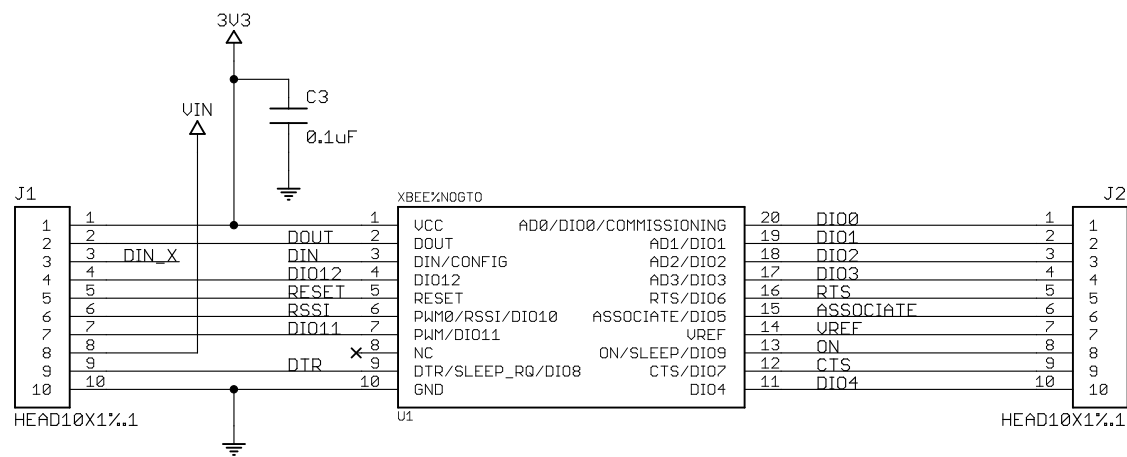 3V3
C3
VIN
0.1uF
J1
XBEE%NOGTO
J2
1 1 1 VCC AD0/DIO0/COMMISSIONING 20 DIO0 1 1
2 2 DOUT 2 DOUT AD1/DIO1 19 DIO1 2 2
3 3 DIN_X DIN 3 DIN/CONFIG AD2/DIO2 18 DIO2 3 3
4 4 DIO12 4 DIO12 AD3/DIO3 17 DIO3 4 4
5 5 RESET 5 RESET RTS/DIO6 16 RTS 5 5
6 6 RSSI 6 PWM0/RSSI/DIO10 ASSOCIATE/DIO5 15 ASSOCIATE 6 6
7 7 DIO11 7 PWM/DIO11 VREF 14 VREF 7 7
8 8 8 NC ON/SLEEP/DIO9 13 ON 8 8
9 9 DTR 9 DTR/SLEEP_RQ/DIO8 CTS/DIO7 12 CTS 9 9
10 10 10 GND DIO4 11 DIO4 10 10
HEAD10X1%.1
U1
HEAD10X1%.1